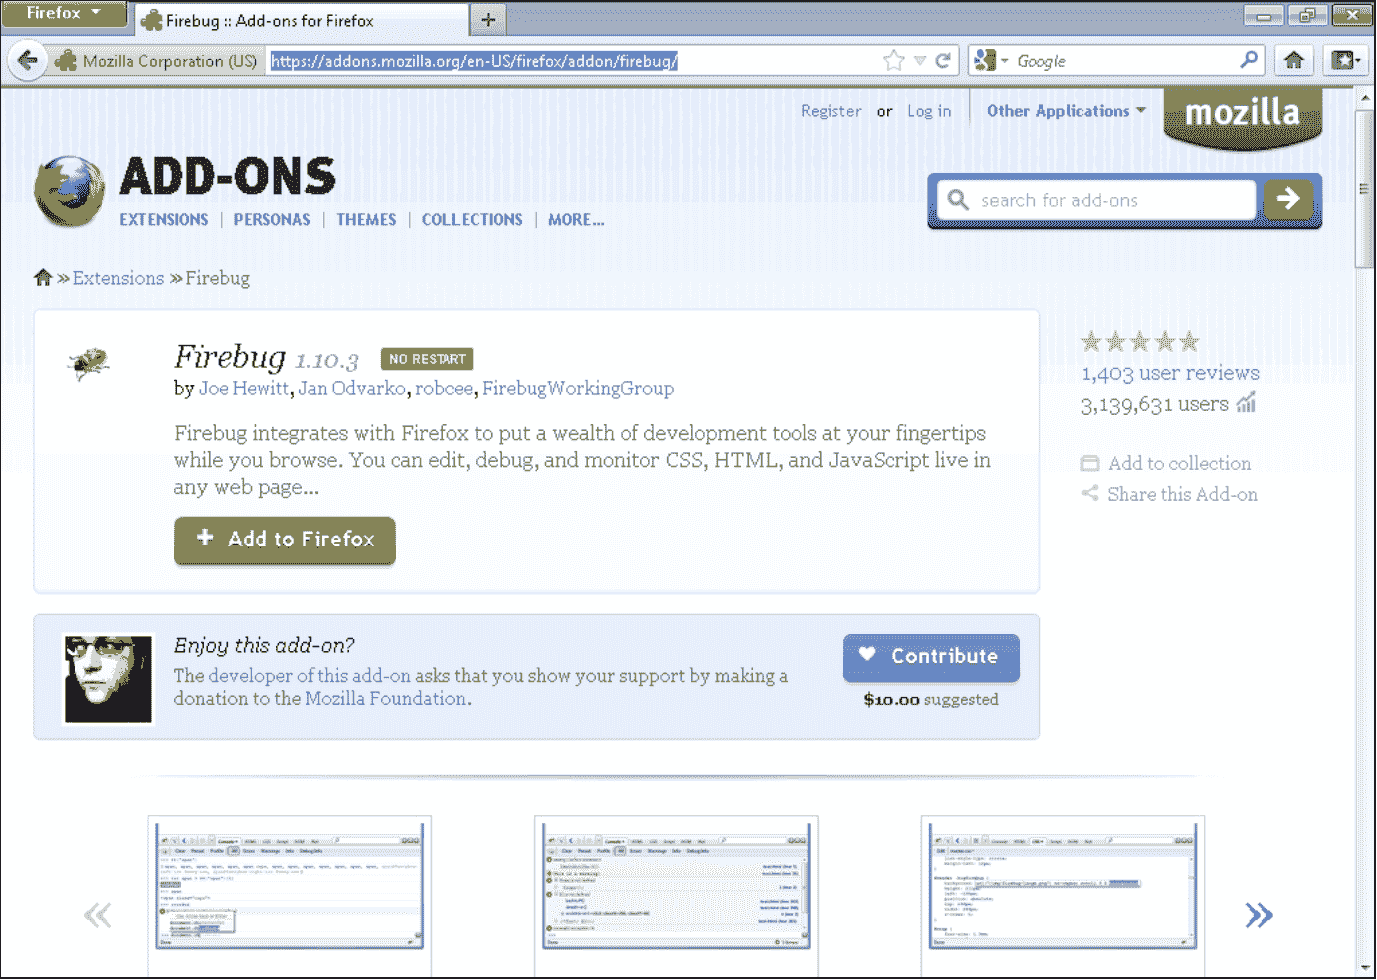 Firefox
Firebug :: Add-ons for Firefox
Mozilla Corporation (US)
https://addons.mozilla.org/en-US/firefox/addon/firebug/
Google
Register or Log in
Other Applications
mozilla
ADD-ONS
EXTENSIONS | PERSONAS | THEMES | COLLECTIONS | MORE...
search for add-ons
» Extensions » Firebug
Firebug 1.10.3 NO RESTART
by Joe Hewitt, Jan Odvarko, robcee, FirebugWorkingGroup
Firebug integrates with Firefox to put a wealth of development tools at your fingertips
while you browse. You can edit, debug, and monitor CSS, HTML, and JavaScript live in
any web page...
+ Add to Firefox
1,403 user reviews
3,139,631 users
Add to collection
Share this Add-on
Enjoy this add-on?
The developer of this add-on asks that you show your support by making a
donation to the Mozilla Foundation.
Contribute
$10.00 suggested